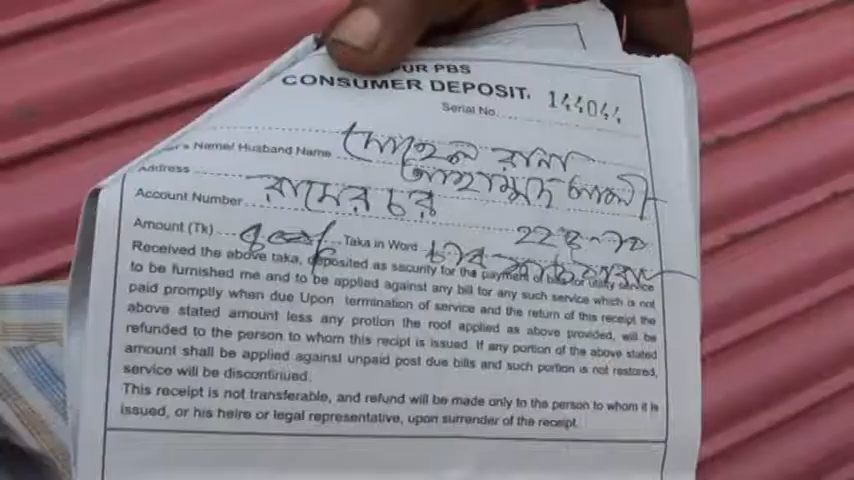 PUR PBS
CONSUMER DEPOSIT.
Serial No. 144044
Name/ Husband Name সোহেল রানা
Address মোহাম্মদ আলী
Account Number রামের চর
Amount (Tk) Taka in Word
Received the above taka, deposited as security for the payment of bills for utility service
to be furnished me and to be applied against any bill for any such service which is not
paid promptly when due Upon termination of service and the return of this receipt the
above stated amount less any protion the roof applied as above provided, will be
refunded to the person to whom this recipt is issued. If any portion of the above stated
amount shall be applied against unpaid post due bills and such portion is not restored,
service will be discontinued.
This receipt is not transferable, and refund will be made only to the person to whom it is
issued, or his heire or legal representative, upon surrender of the receipt.